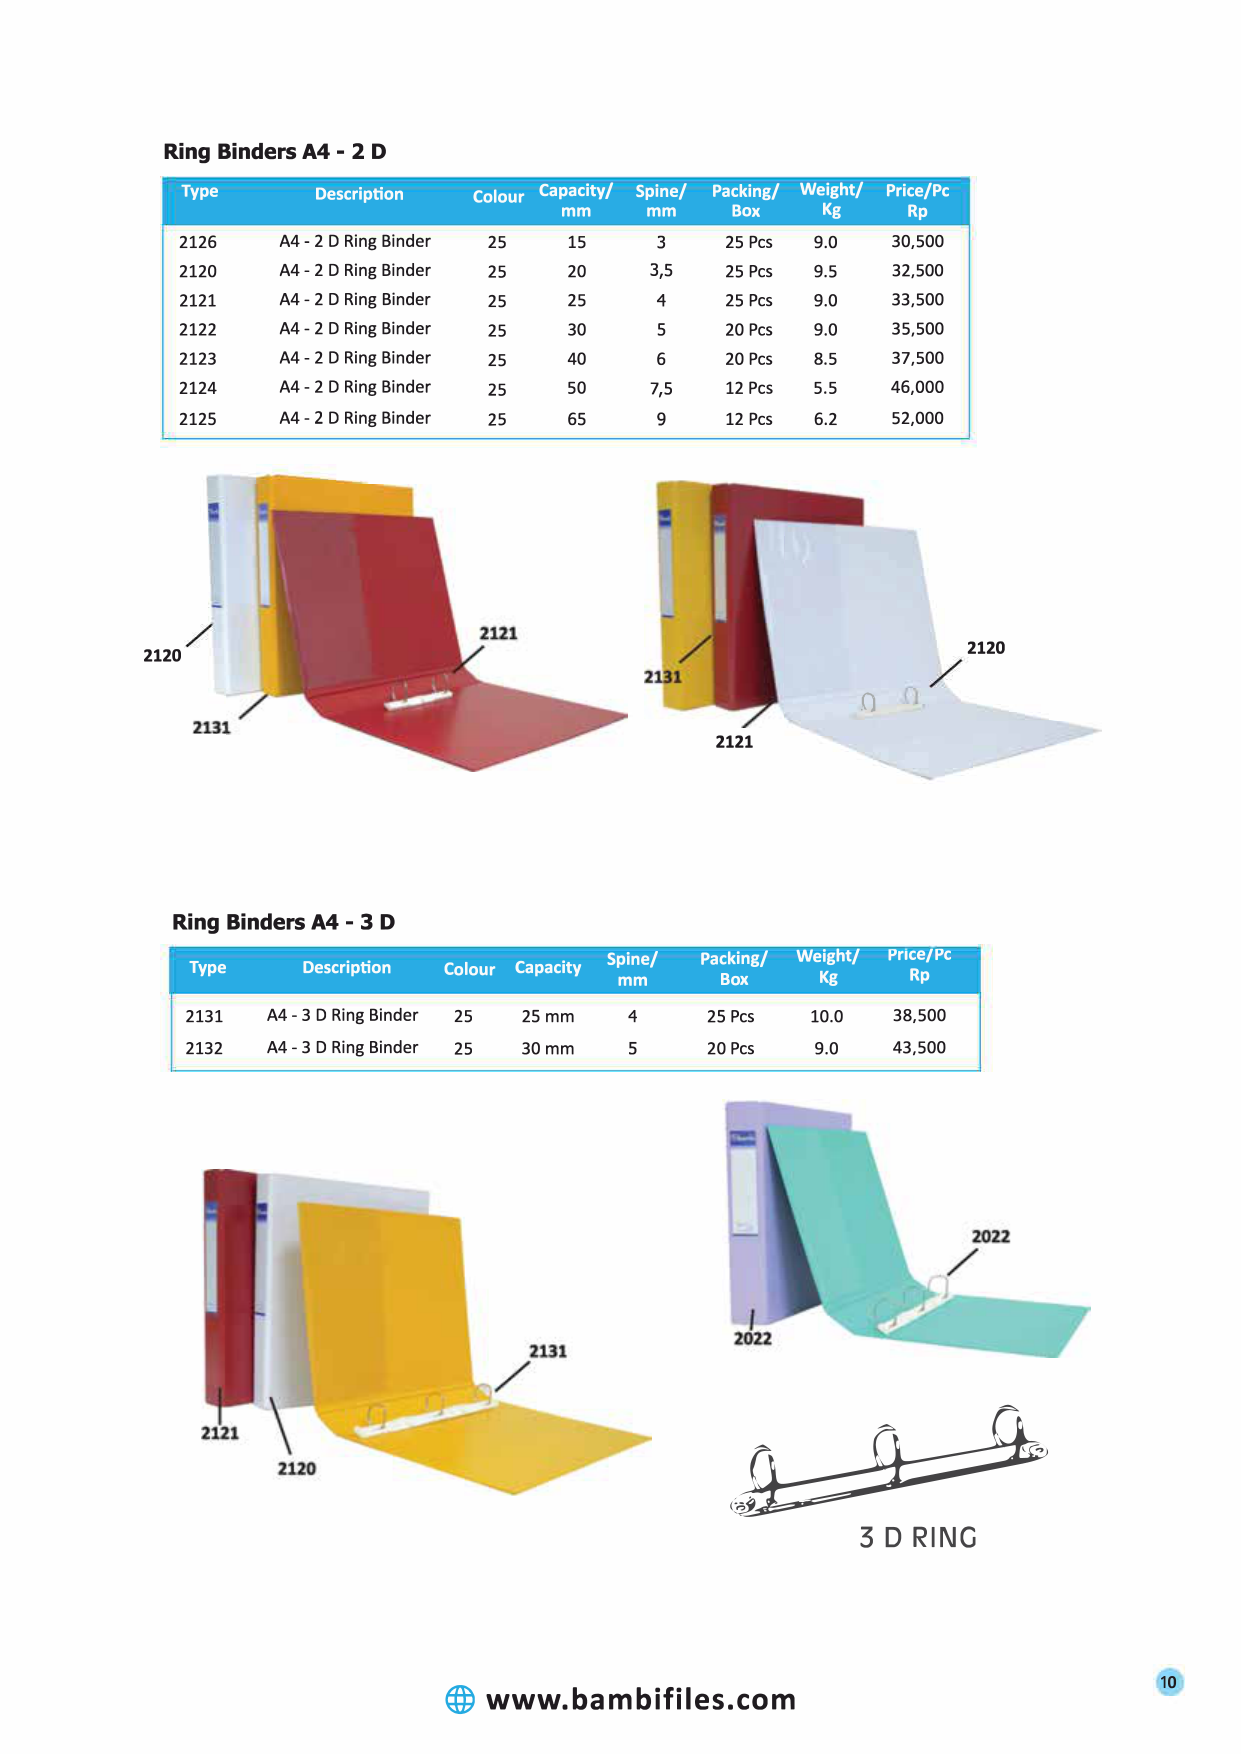 Ring Binders A4 - 2 D
Type Description Colour Capacity/ mm Spine/ mm Packing/ Box Weight/ Kg Price/Pc Rp
2126 A4 - 2 D Ring Binder 25 15 3 25 Pcs 9.0 30,500
2120 A4 - 2 D Ring Binder 25 20 3,5 25 Pcs 9.5 32,500
2121 A4 - 2 D Ring Binder 25 25 4 25 Pcs 9.0 33,500
2122 A4 - 2 D Ring Binder 25 30 5 20 Pcs 9.0 35,500
2123 A4 - 2 D Ring Binder 25 40 6 20 Pcs 8.5 37,500
2124 A4 - 2 D Ring Binder 25 50 7,5 12 Pcs 5.5 46,000
2125 A4 - 2 D Ring Binder 25 65 9 12 Pcs 6.2 52,000
2120
2131
2121
2131
2121
2120
Ring Binders A4 - 3 D
Type Description Colour Capacity Spine/ mm Packing/ Box Weight/ Kg Price/Pc Rp
2131 A4 - 3 D Ring Binder 25 25 mm 4 25 Pcs 10.0 38,500
2132 A4 - 3 D Ring Binder 25 30 mm 5 20 Pcs 9.0 43,500
2121
2120
2131
2022
2022
3 D RING
www.bambifiles.com
10